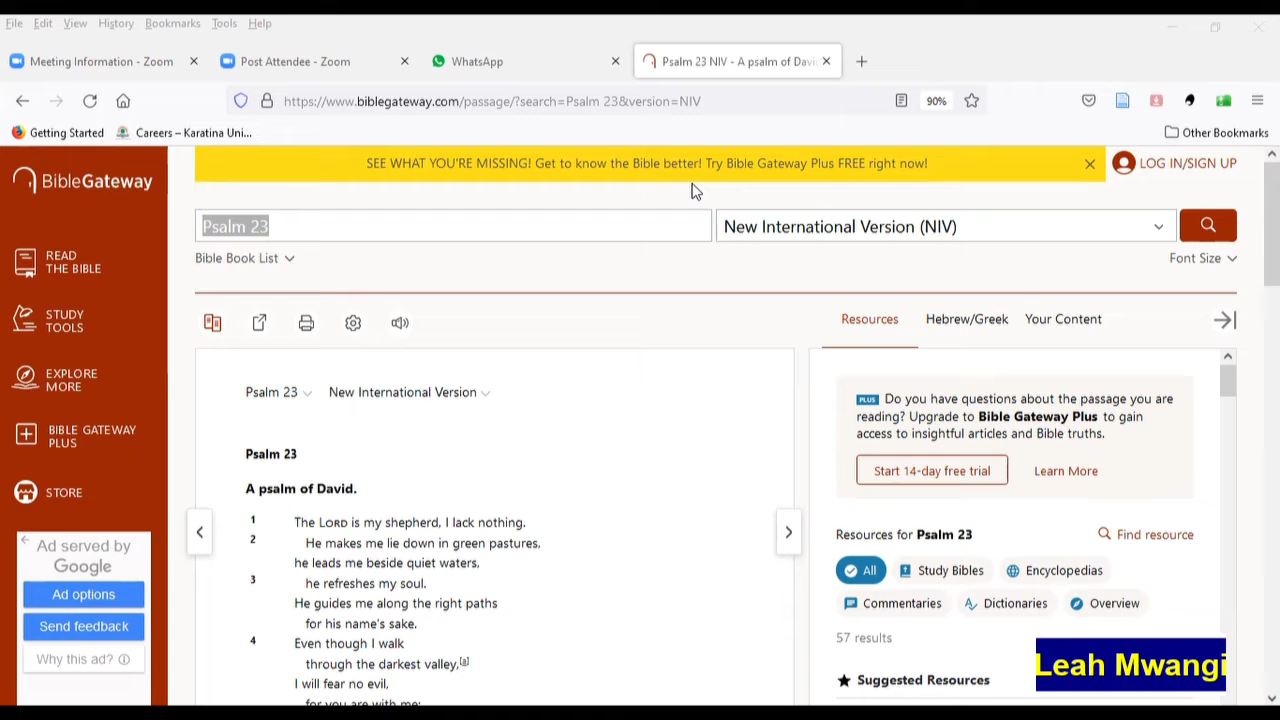 File Edit View History Bookmarks Tools Help
Meeting Information - Zoom Post Attendee - Zoom WhatsApp Psalm 23 NIV - A psalm of Davi
https://www.biblegateway.com/passage/?search=Psalm 23&version=NIV 90%
Getting Started Careers – Karatina Uni... Other Bookmarks
SEE WHAT YOU'RE MISSING! Get to know the Bible better! Try Bible Gateway Plus FREE right now! LOG IN/SIGN UP
BibleGateway
Psalm 23 New International Version (NIV)
Bible Book List Font Size
READ
THE BIBLE
STUDY
TOOLS
EXPLORE
MORE
BIBLE GATEWAY
PLUS
STORE
Ad served by
Google
Ad options
Send feedback
Why this ad?
Psalm 23 New International Version
Psalm 23
A psalm of David.
1 The LORD is my shepherd, I lack nothing.
2 He makes me lie down in green pastures,
he leads me beside quiet waters,
3 he refreshes my soul.
He guides me along the right paths
for his name's sake.
4 Even though I walk
through the darkest valley,[a]
I will fear no evil,
for you are with me;
Resources Hebrew/Greek Your Content
PLUS Do you have questions about the passage you are
reading? Upgrade to Bible Gateway Plus to gain
access to insightful articles and Bible truths.
Start 14-day free trial Learn More
Resources for Psalm 23 Find resource
All Study Bibles Encyclopedias
Commentaries Dictionaries Overview
57 results
Suggested Resources
Leah Mwangi